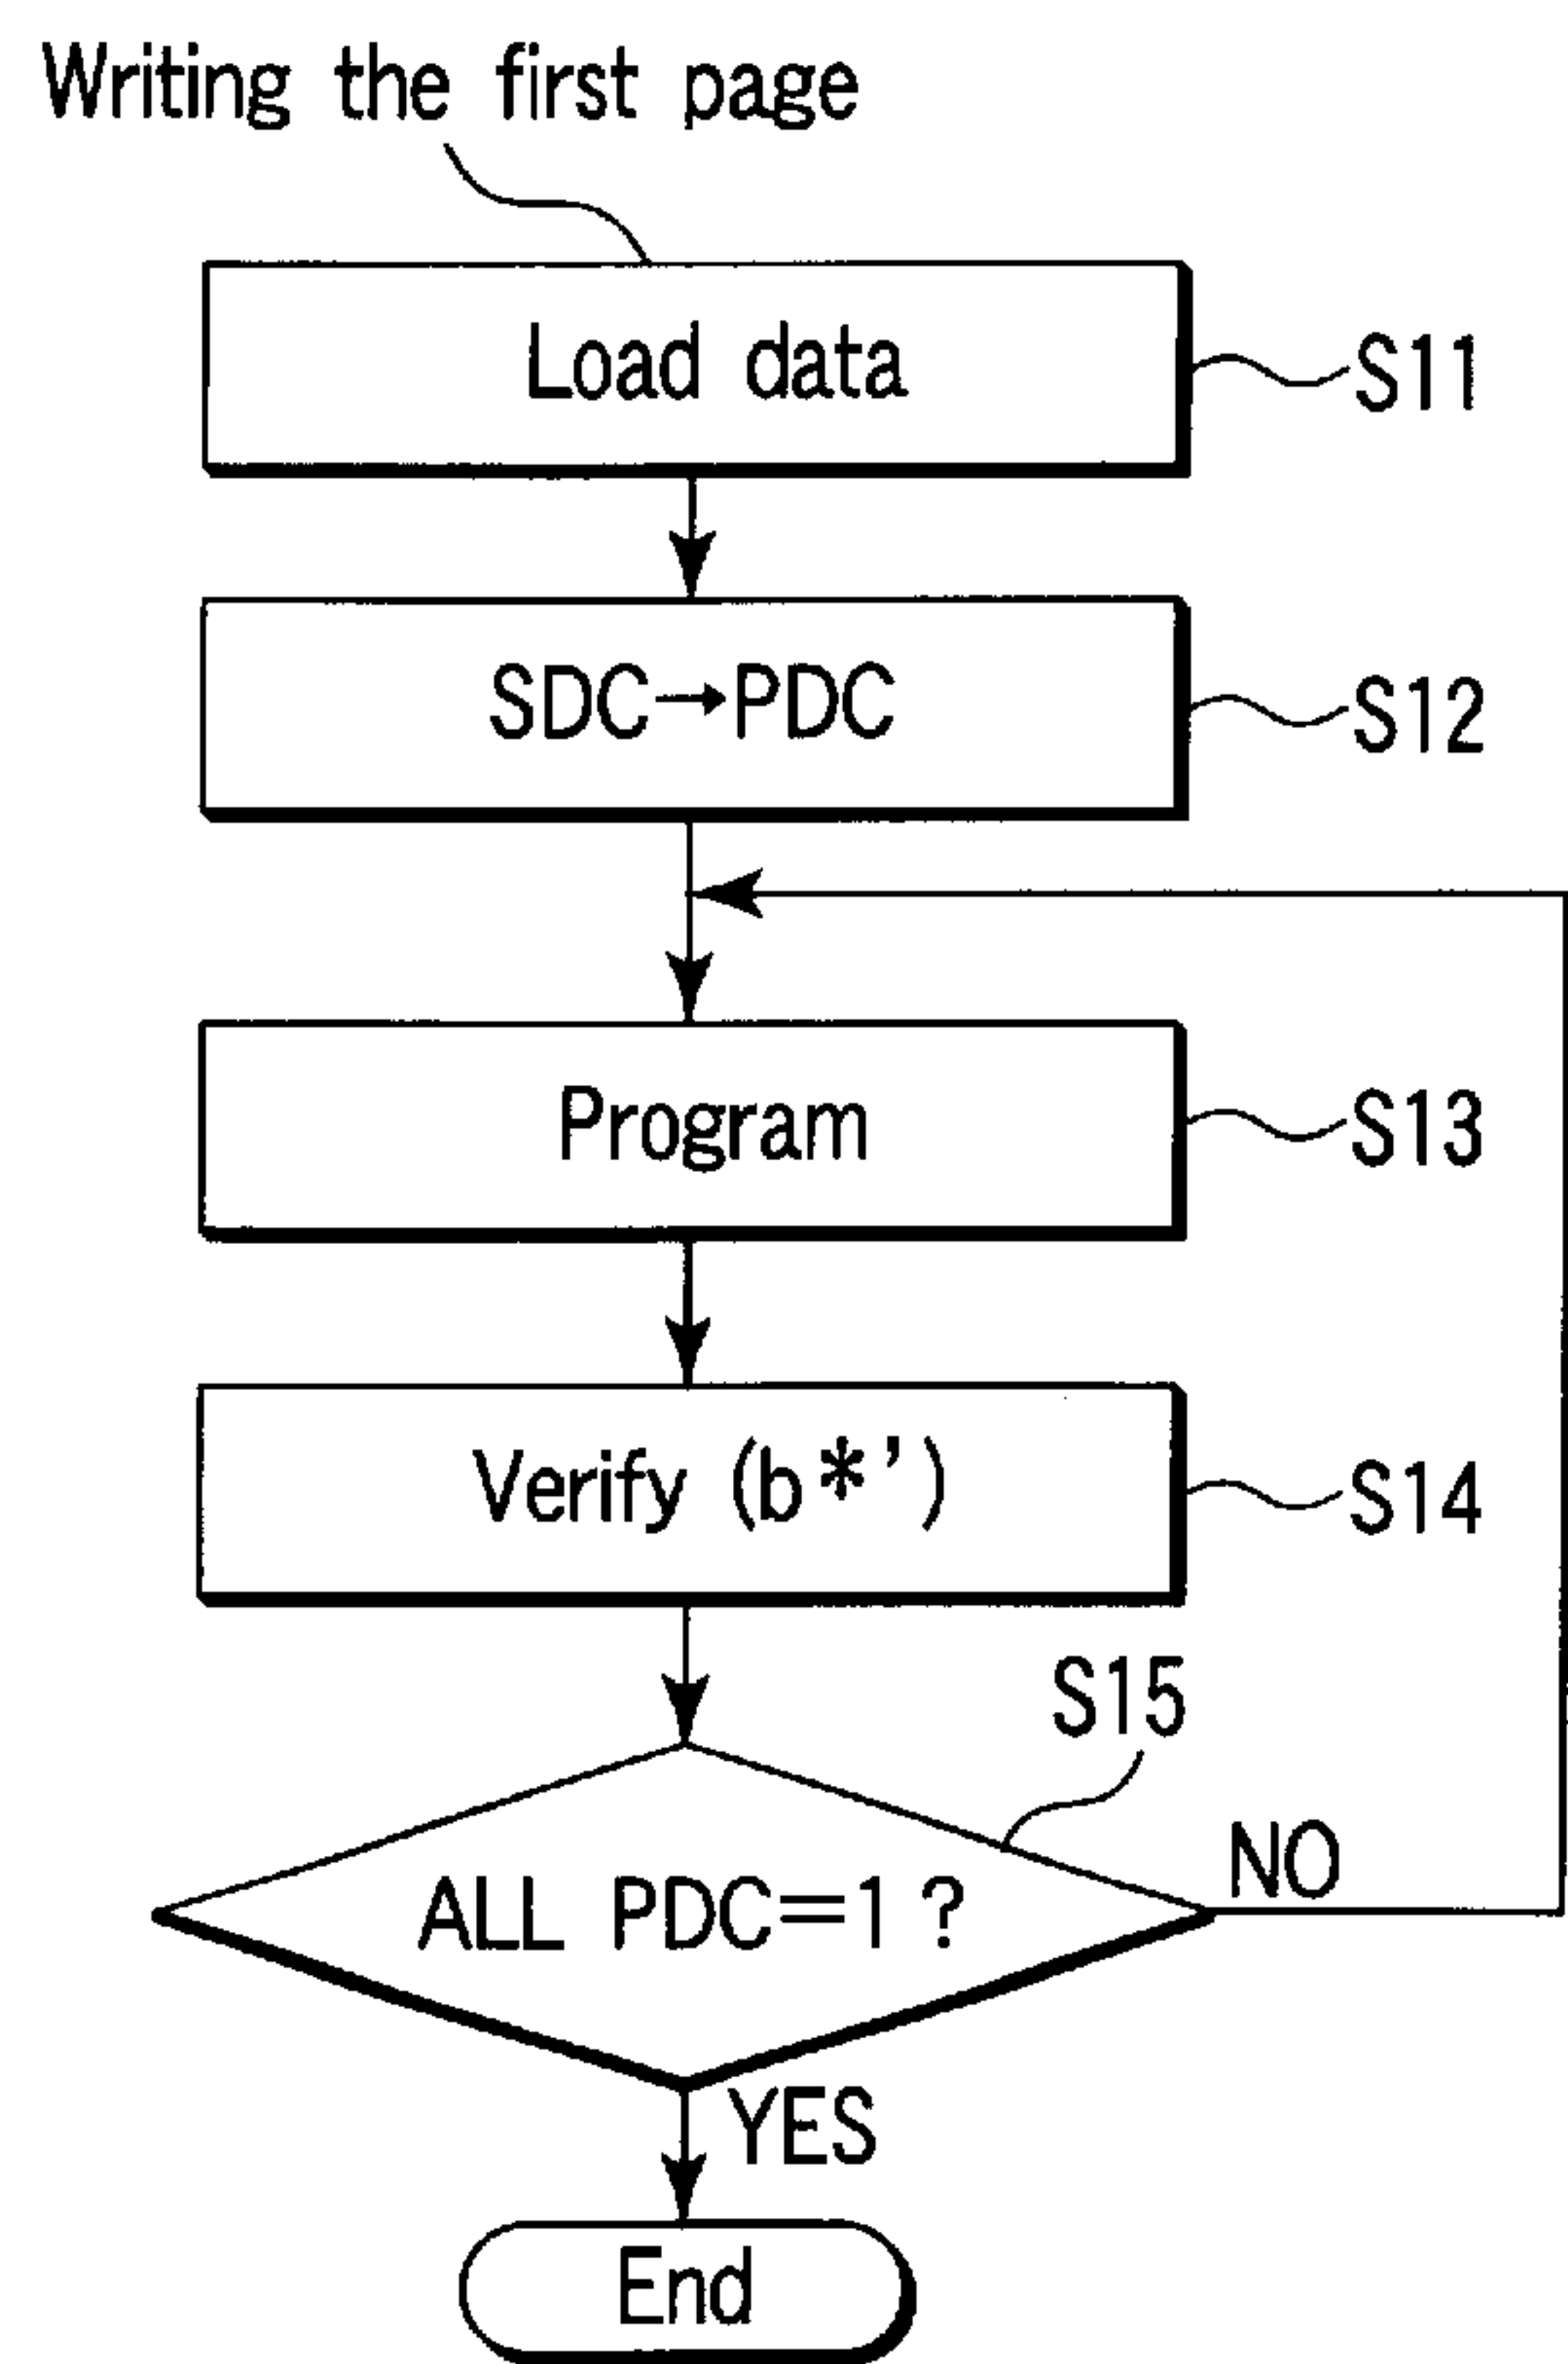 Writing the first page
Load data
S11
SDC→PDC
S12
Program
S13
Verify (b*')
S14
S15
ALL PDC=1 ?
NO
YES
End